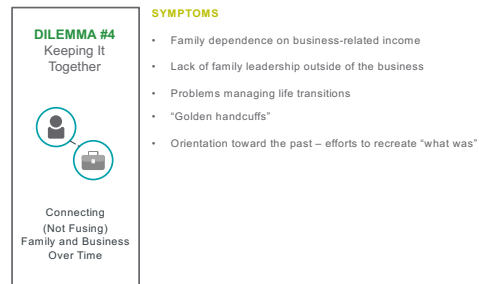 DILEMMA #4
Keeping It
Together
Connecting
(Not Fusing)
Family and Business
Over Time
SYMPTOMS
• Family dependence on business-related income
• Lack of family leadership outside of the business
• Problems managing life transitions
• “Golden handcuffs”
• Orientation toward the past – efforts to recreate “what was”